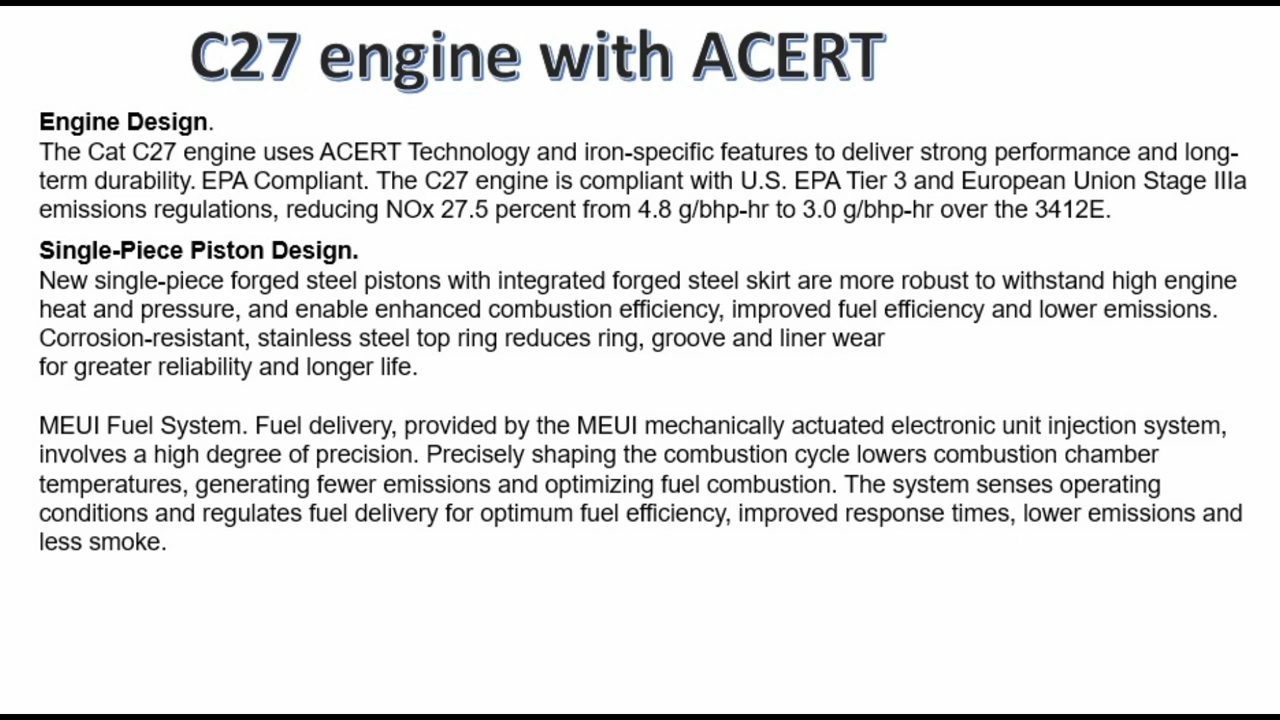 C27 engine with ACERT
Engine Design.
The Cat C27 engine uses ACERT Technology and iron-specific features to deliver strong performance and long-
term durability. EPA Compliant. The C27 engine is compliant with U.S. EPA Tier 3 and European Union Stage IIIa
emissions regulations, reducing NOx 27.5 percent from 4.8 g/bhp-hr to 3.0 g/bhp-hr over the 3412E.
Single-Piece Piston Design.
New single-piece forged steel pistons with integrated forged steel skirt are more robust to withstand high engine
heat and pressure, and enable enhanced combustion efficiency, improved fuel efficiency and lower emissions.
Corrosion-resistant, stainless steel top ring reduces ring, groove and liner wear
for greater reliability and longer life.
MEUI Fuel System. Fuel delivery, provided by the MEUI mechanically actuated electronic unit injection system,
involves a high degree of precision. Precisely shaping the combustion cycle lowers combustion chamber
temperatures, generating fewer emissions and optimizing fuel combustion. The system senses operating
conditions and regulates fuel delivery for optimum fuel efficiency, improved response times, lower emissions and
less smoke.